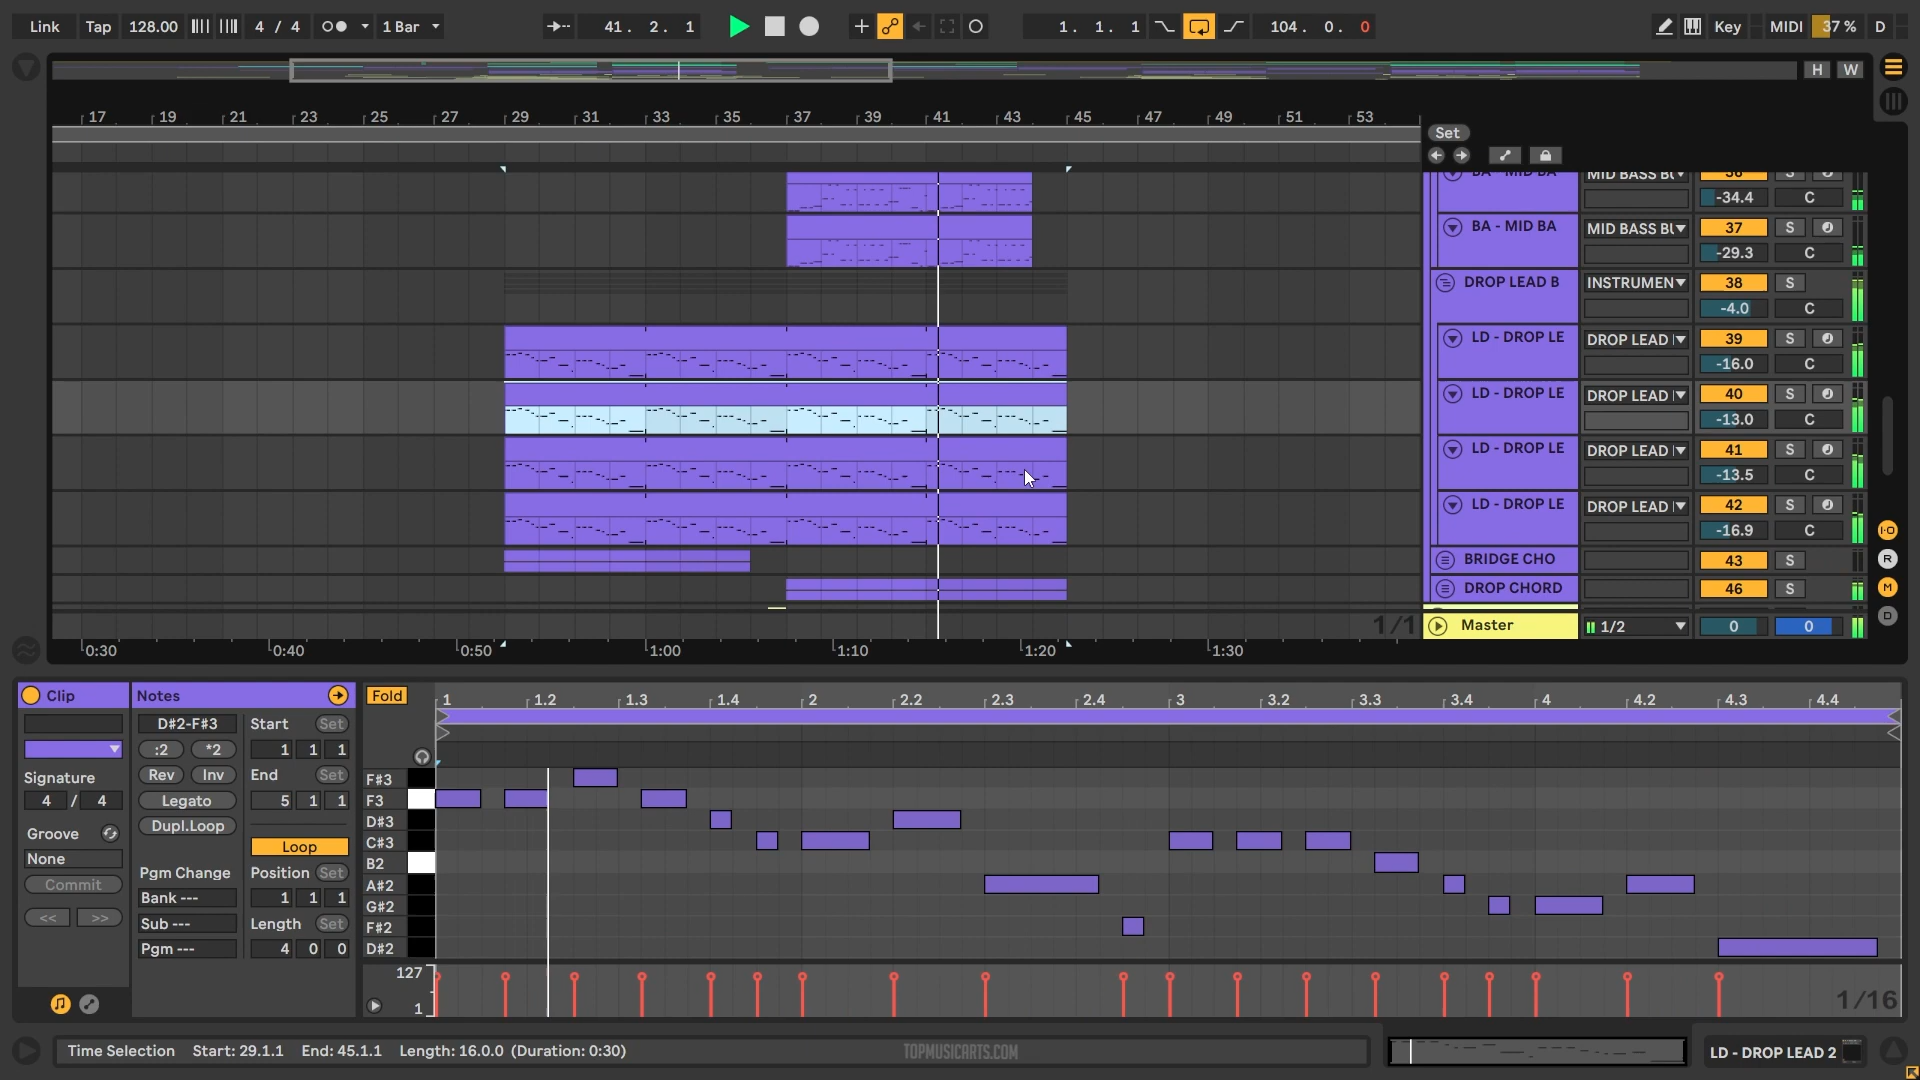 Link Tap 128.00 4 / 4 1 Bar 41. 2. 1 1. 1. 1 104. 0. 0 Key MIDI 37 % D
H W
17 19 21 23 25 27 29 31 33 35 37 39 41 43 45 47 49 51 53
Set
BA - MID BA MID BASS BU 36 S
-34.4 C
BA - MID BA MID BASS BU 37 S
-29.3 C
DROP LEAD B INSTRUMEN 38 S
-4.0 C
LD - DROP LE DROP LEAD 39 S
-16.0 C
LD - DROP LE DROP LEAD 40 S
-13.0 C
LD - DROP LE DROP LEAD 41 S
-13.5 C
LD - DROP LE DROP LEAD 42 S
-16.9 C
I·O
BRIDGE CHO 43 S
R
DROP CHORD 46 S
M
D
1/1 Master 1/2 0 0
0:30 0:40 0:50 1:00 1:10 1:20 1:30
Clip Notes Fold 1 1.2 1.3 1.4 2 2.2 2.3 2.4 3 3.2 3.3 3.4 4 4.2 4.3 4.4
D#2-F#3 Start Set
:2 *2 1 1 1
Signature Rev Inv End Set
4 / 4 Legato 5 1 1
Groove Dupl.Loop
None Loop
Commit Pgm Change Position Set
Bank --- 1 1 1
<< >> Sub --- Length Set
Pgm --- 4 0 0
F#3
F3
D#3
C#3
B2
A#2
G#2
F#2
D#2
127
1 1/16
Time Selection Start: 29.1.1 End: 45.1.1 Length: 16.0.0 (Duration: 0:30) TOPMUSICARTS.COM LD - DROP LEAD 2